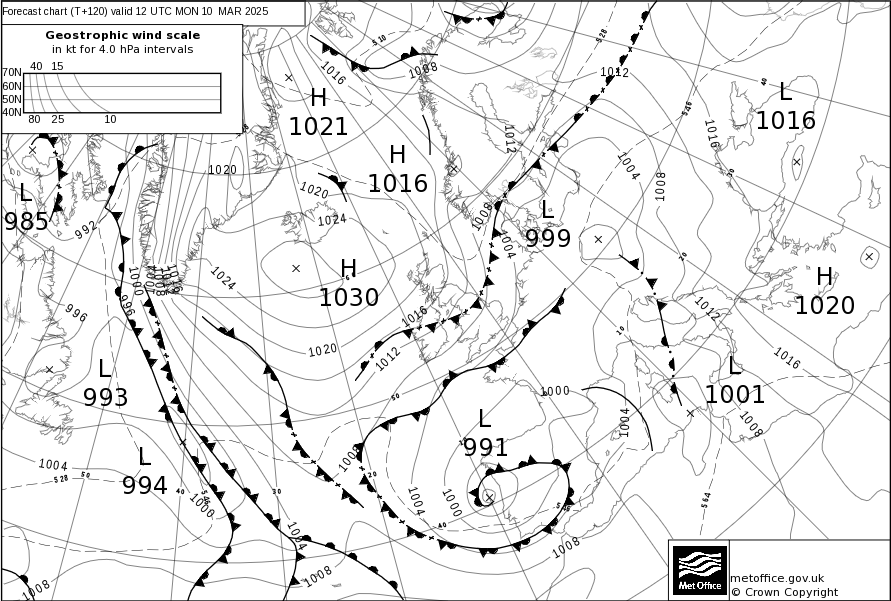 Forecast chart (T+120) valid 12 UTC MON 10 MAR 2025
Geostrophic wind scale
in kt for 4.0 hPa intervals
40 15
70N
60N
50N
40N
80 25 10
510
528
1016
1008
1012
40
L
1016
H
1021
546
1016
1012
H
1016
1004
1020
1020
1008
30
L
985
1024
1008
L
999
992
1004
20
H
1030
H
1020
1024
1000
1008
996
996
1016
1012
10
1020
1012
1016
L
993
L
1001
50
1000
L
991
1004
1008
L
994
1008
1004
528
50
20
40
546
30
1000
1004
1000
546
564
40
1004
1008
1008
1008
Met Office
metoffice.gov.uk
© Crown Copyright